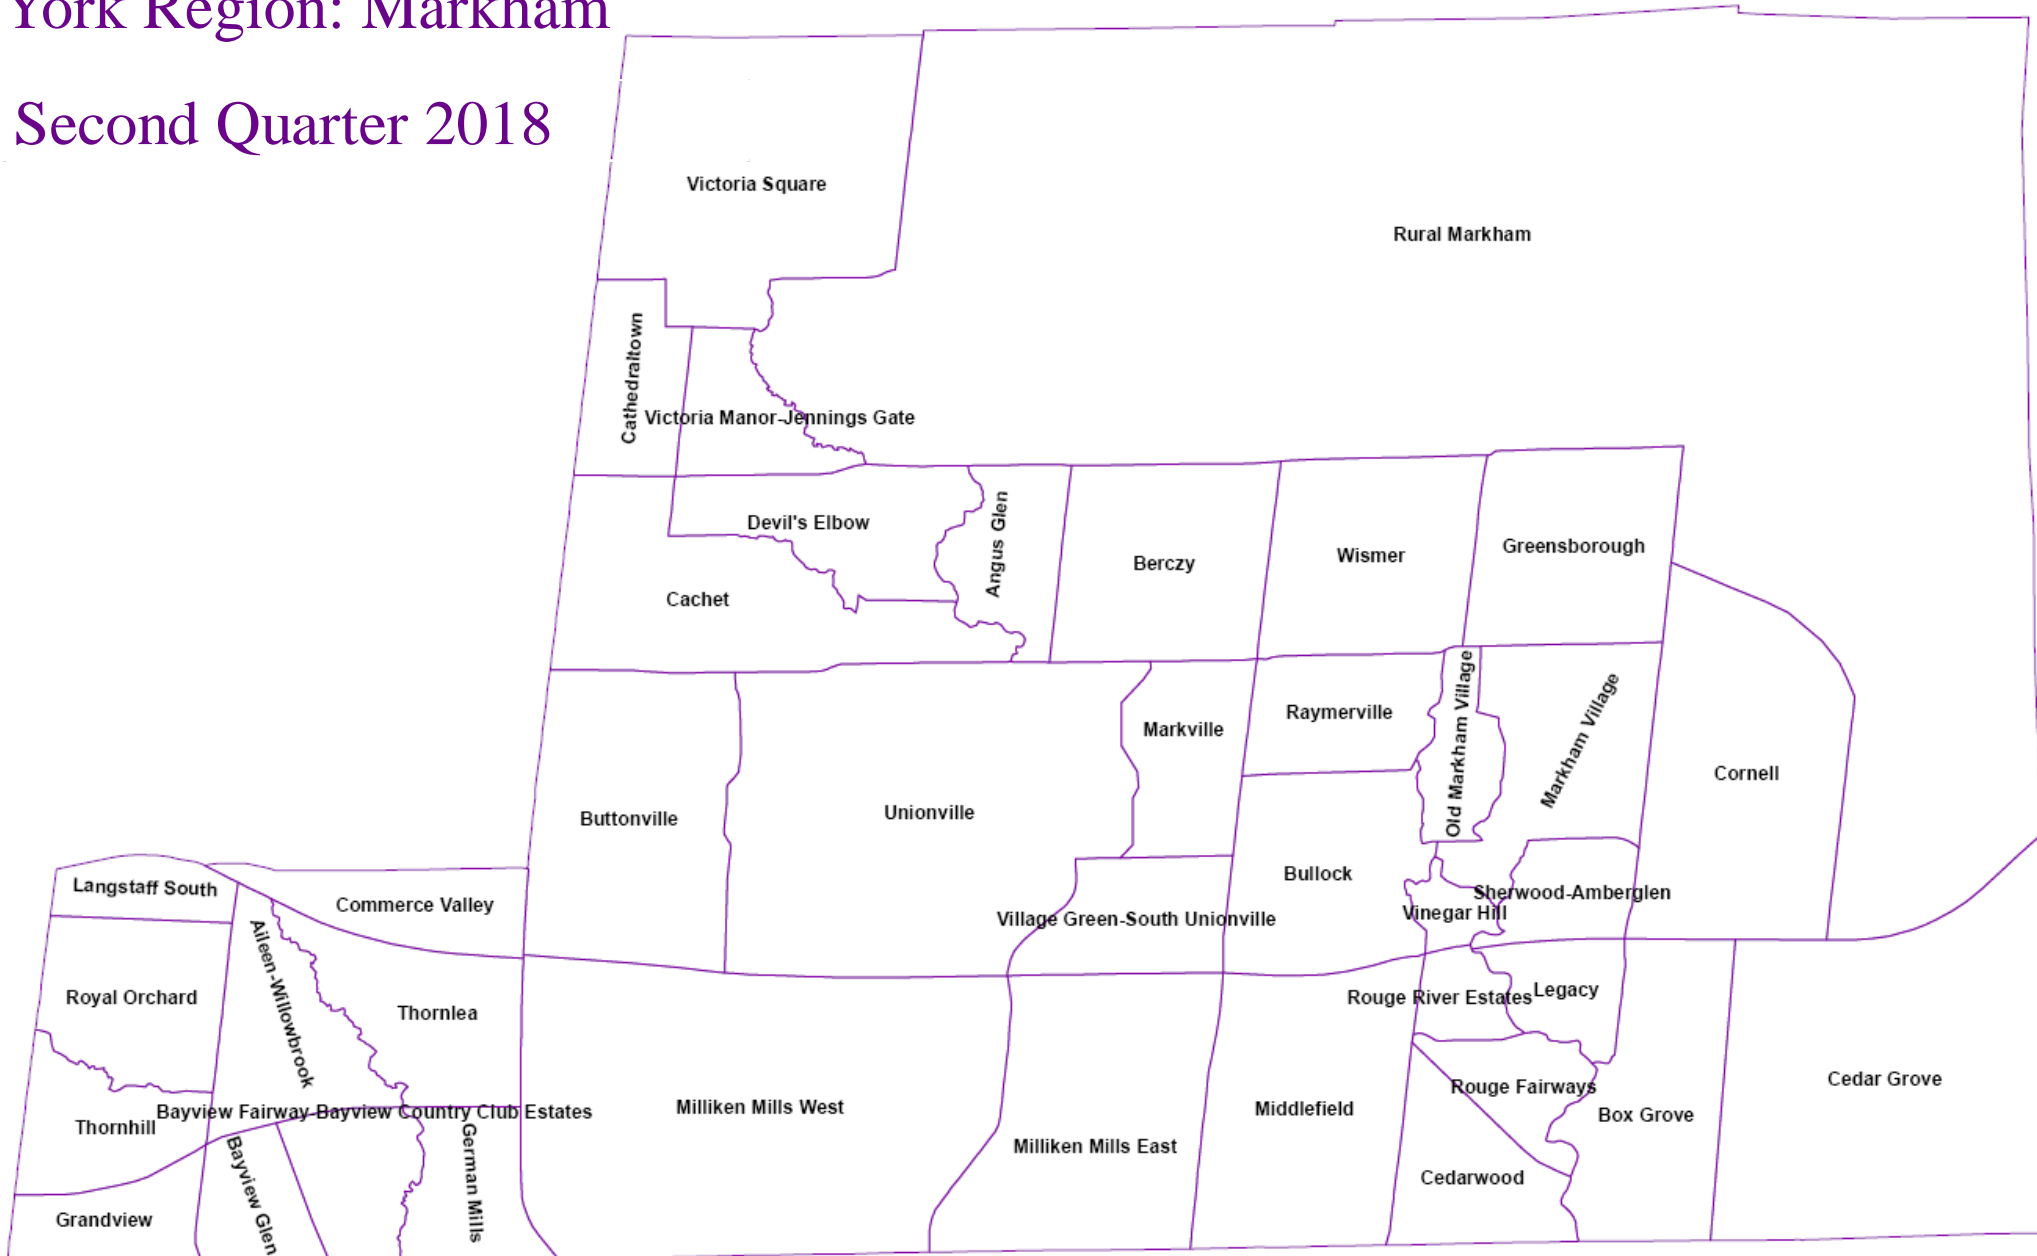 York Region: Markham
Second Quarter 2018
Victoria Square
Rural Markham
Cathedraltown
Victoria Manor-Jennings Gate
Devil's Elbow
Angus Glen
Berczy
Wismer
Greensborough
Cachet
Raymerville
Old Markham Village
Markham Village
Markville
Cornell
Buttonville
Unionville
Bullock
Langstaff South
Commerce Valley
Village Green-South Unionville
Vinegar Hill
Sherwood-Amberglen
Aileen-Willowbrook
Royal Orchard
Thornlea
Rouge River Estates
Legacy
Rouge Fairways
Cedar Grove
Milliken Mills West
Middlefield
Box Grove
Bayview Fairway-Bayview Country Club Estates
Thornhill
Milliken Mills East
Cedarwood
German Mills
Bayview Glen
Grandview